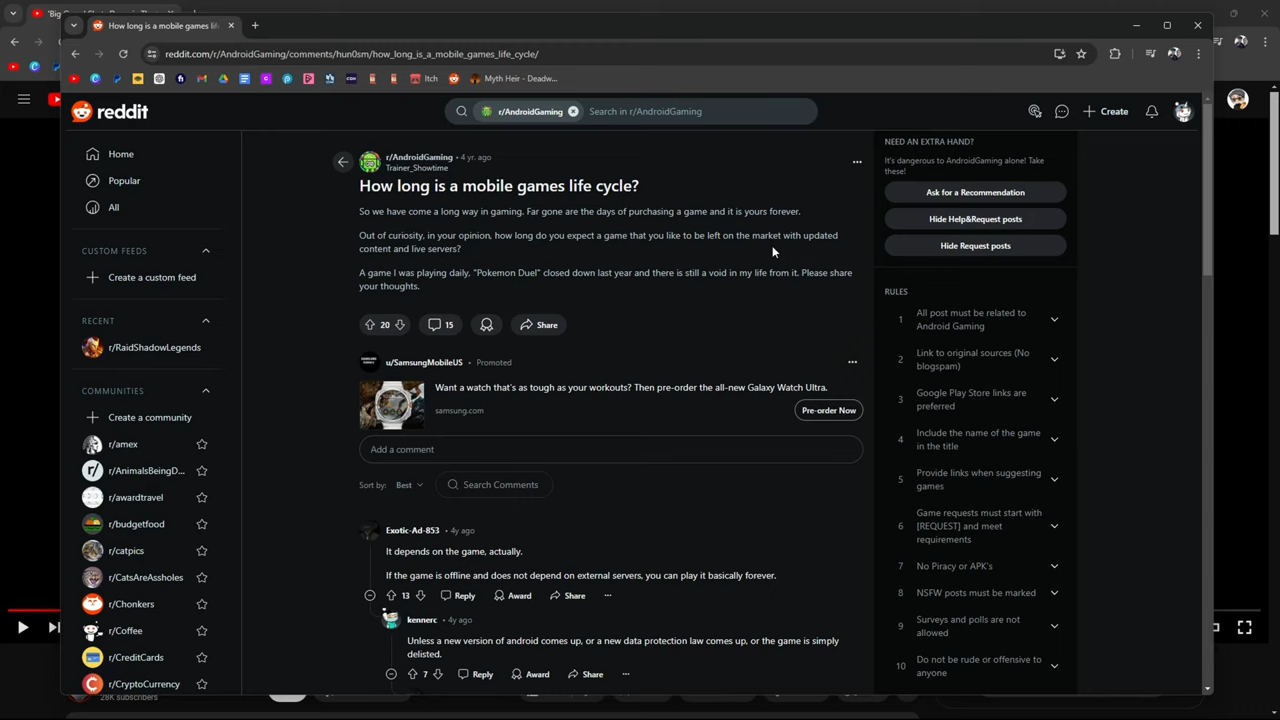 "Big
How long is a mobile games life
reddit.com/r/AndroidGaming/comments/hun0sm/how_long_is_a_mobile_games_life_cycle/
Itch
Myth Heir - Deadw...
reddit
r/AndroidGaming
Search in r/AndroidGaming
Create
Home
Popular
All
CUSTOM FEEDS
Create a custom feed
RECENT
r/RaidShadowLegends
COMMUNITIES
Create a community
r/amex
r/AnimalsBeingD...
r/awardtravel
r/budgetfood
r/catpics
r/CatsAreAssholes
r/Chonkers
r/Coffee
r/CreditCards
r/CryptoCurrency
r/AndroidGaming • 4 yr. ago
Trainer_Showtime
How long is a mobile games life cycle?
So we have come a long way in gaming. Far gone are the days of purchasing a game and it is yours forever.
Out of curiosity, in your opinion, how long do you expect a game that you like to be left on the market with updated
content and live servers?
A game I was playing daily, "Pokemon Duel" closed down last year and there is still a void in my life from it. Please share
your thoughts.
20
15
Share
u/SamsungMobileUS • Promoted
Want a watch that's as tough as your workouts? Then pre-order the all-new Galaxy Watch Ultra.
samsung.com
Pre-order Now
Add a comment
Sort by: Best
Search Comments
Exotic-Ad-853 • 4y ago
It depends on the game, actually.
If the game is offline and does not depend on external servers, you can play it basically forever.
13 Reply Award Share
kennerc • 4y ago
Unless a new version of android comes up, or a new data protection law comes up, or the game is simply
delisted.
7 Reply Award Share
NEED AN EXTRA HAND?
It's dangerous to AndroidGaming alone! Take
these!
Ask for a Recommendation
Hide Help&Request posts
Hide Request posts
RULES
1 All post must be related to
Android Gaming
2 Link to original sources (No
blogspam)
3 Google Play Store links are
preferred
4 Include the name of the game
in the title
5 Provide links when suggesting
games
6 Game requests must start with
[REQUEST] and meet
requirements
7 No Piracy or APK's
8 NSFW posts must be marked
9 Surveys and polls are not
allowed
10 Do not be rude or offensive to
anyone
28K subscribers